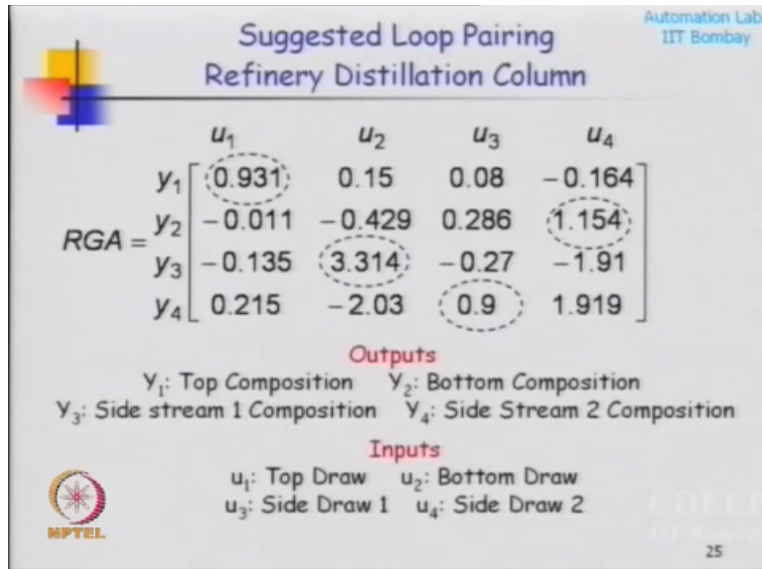 Automation Lab
IIT Bombay
Suggested Loop Pairing
Refinery Distillation Column
u₁ u₂ u₃ u₄
y₁ 0.931 0.15 0.08 −0.164
RGA = y₂ −0.011 −0.429 0.286 1.154
y₃ −0.135 3.314 −0.27 −1.91
y₄ 0.215 −2.03 0.9 1.919
Outputs
Y₁: Top Composition Y₂: Bottom Composition
Y₃: Side stream 1 Composition Y₄: Side Stream 2 Composition
Inputs
u₁: Top Draw u₂: Bottom Draw
u₃: Side Draw 1 u₄: Side Draw 2
NPTEL
25